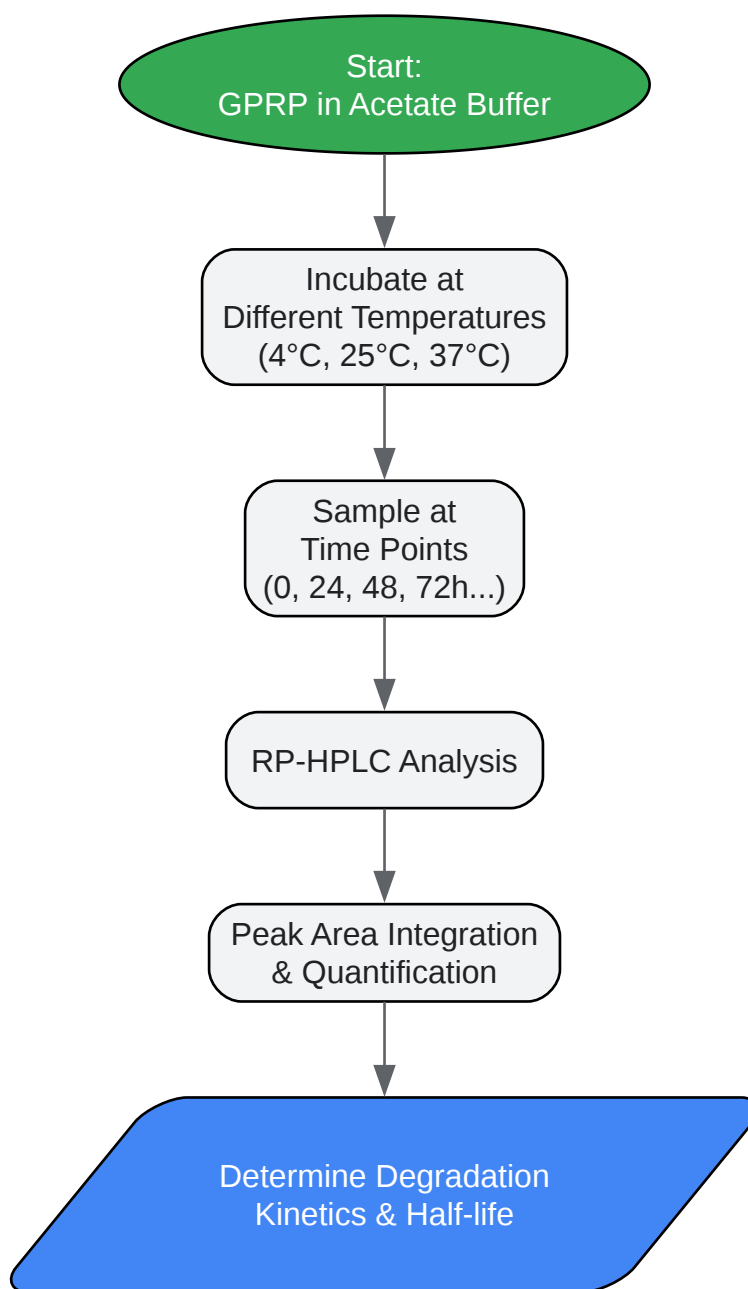 Start:
GPRP in Acetate Buffer
Incubate at
Different Temperatures
(4°C, 25°C, 37°C)
Sample at
Time Points
(0, 24, 48, 72h...)
RP-HPLC Analysis
Peak Area Integration
& Quantification
Determine Degradation
Kinetics & Half-life